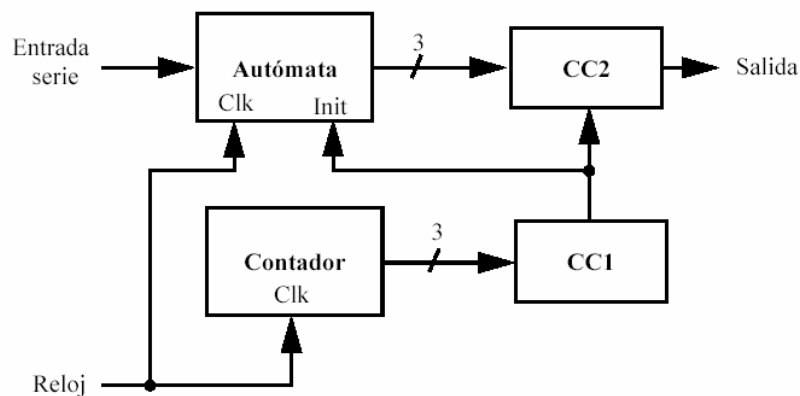 Entrada
serie
Autómata
Clk
Init
3
CC2
Salida
Contador
Clk
3
CC1
Reloj